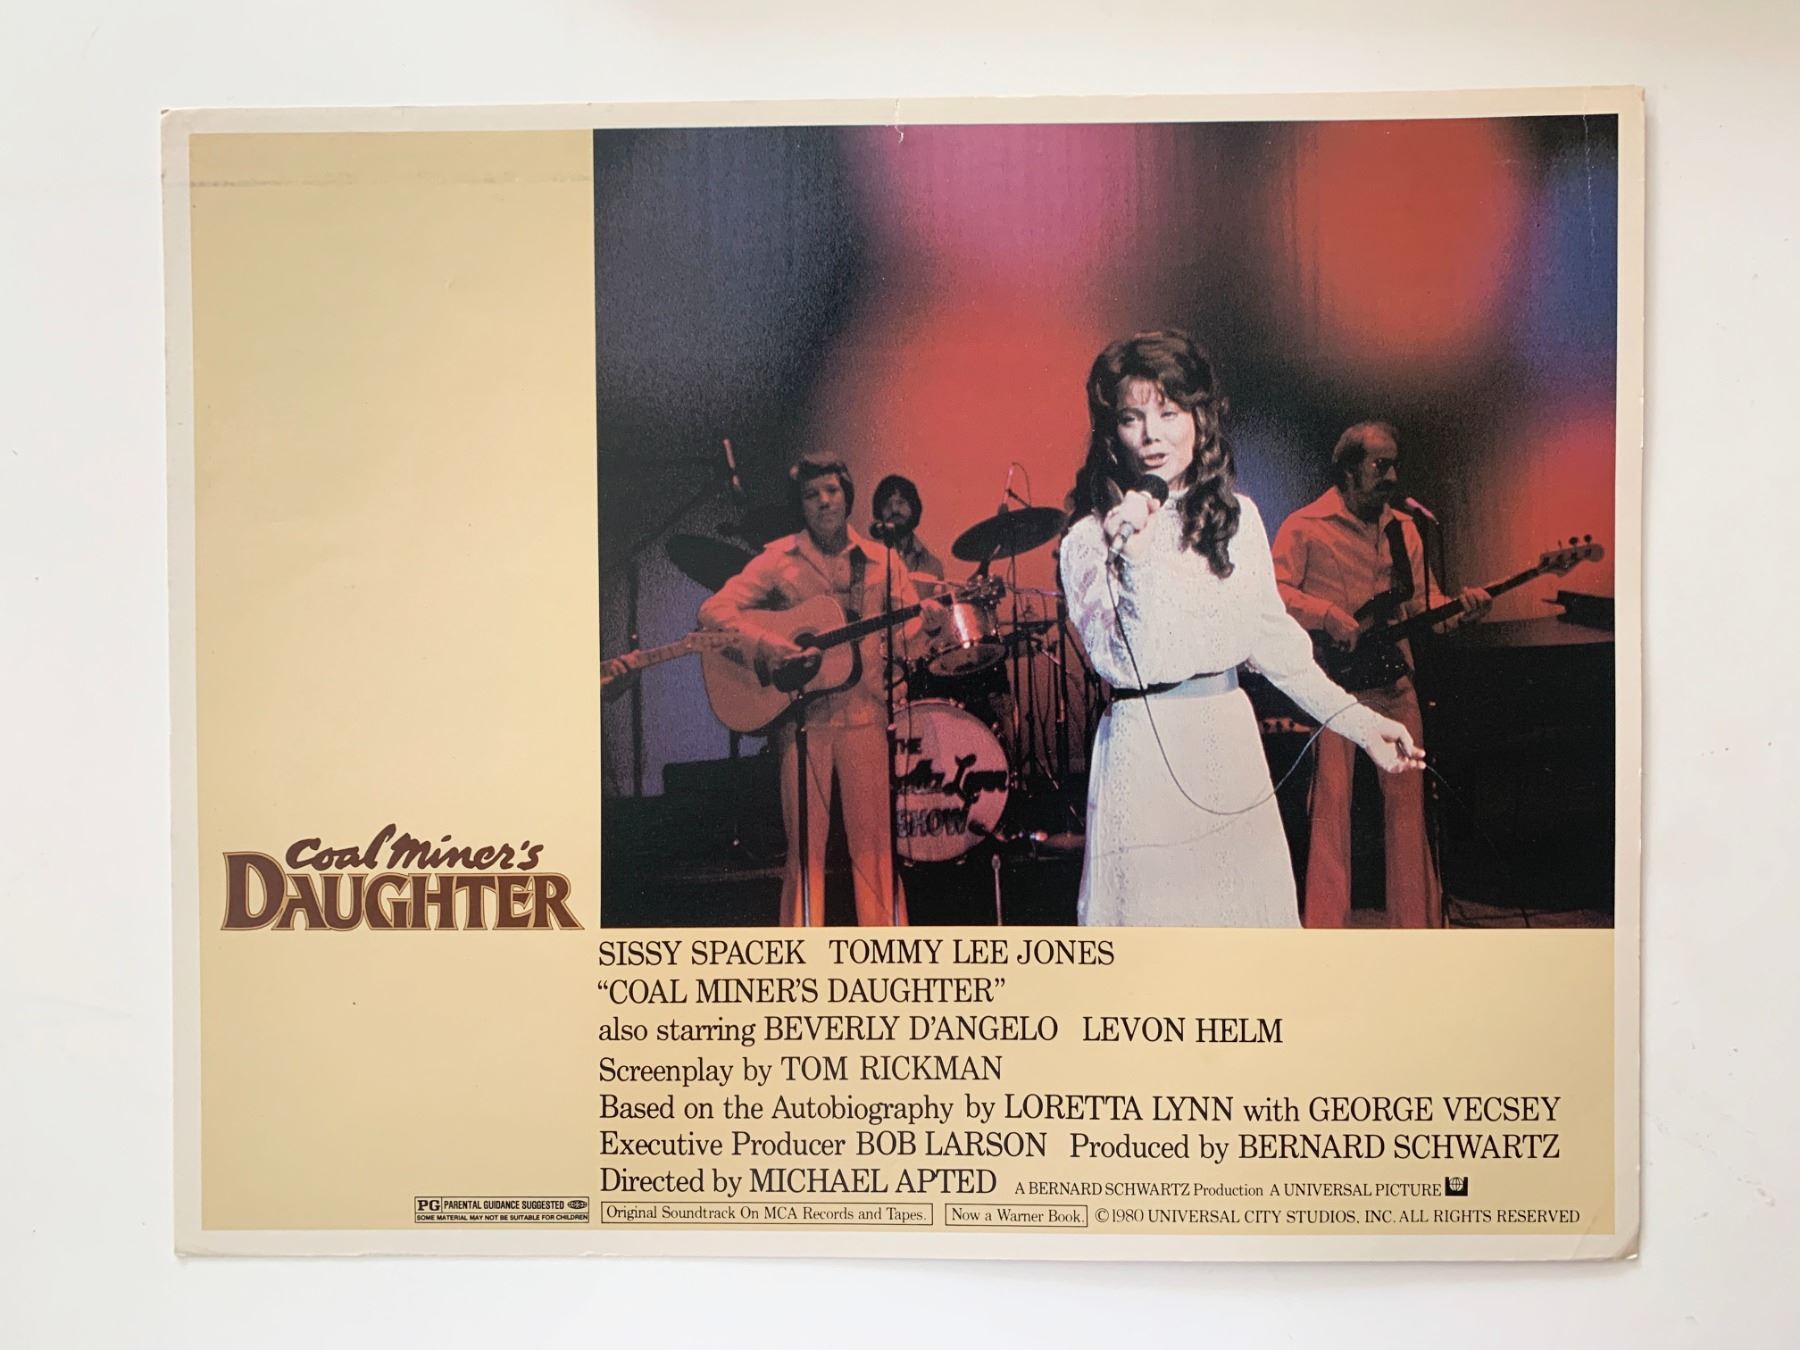 THE
Lynn
SHOW
Coal Miner's
DAUGHTER
SISSY SPACEK TOMMY LEE JONES
“COAL MINER'S DAUGHTER”
also starring BEVERLY D'ANGELO LEVON HELM
Screenplay by TOM RICKMAN
Based on the Autobiography by LORETTA LYNN with GEORGE VECSEY
Executive Producer BOB LARSON Produced by BERNARD SCHWARTZ
Directed by MICHAEL APTED A BERNARD SCHWARTZ Production A UNIVERSAL PICTURE
PG PARENTAL GUIDANCE SUGGESTED
SOME MATERIAL MAY NOT BE SUITABLE FOR CHILDREN
Original Soundtrack On MCA Records and Tapes. Now a Warner Book. ©1980 UNIVERSAL CITY STUDIOS, INC. ALL RIGHTS RESERVED